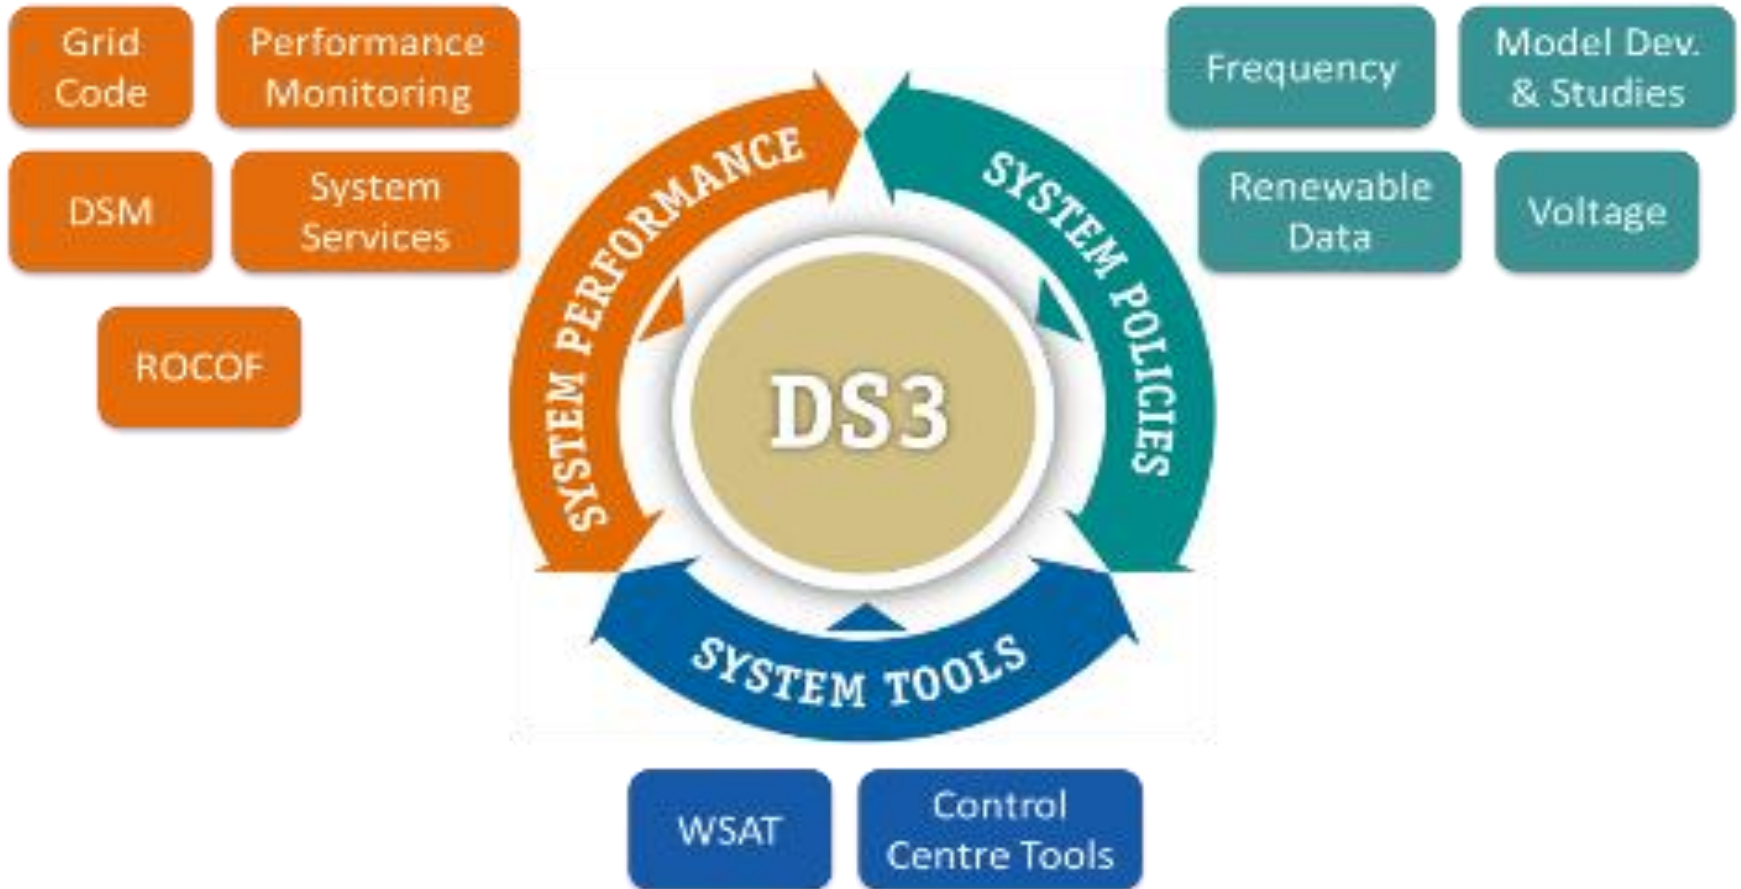 Grid
Code
Performance
Monitoring
DSM
System
Services
ROCOF
Frequency
Model Dev.
& Studies
Renewable
Data
Voltage
SYSTEM PERFORMANCE
SYSTEM POLICIES
DS3
SYSTEM TOOLS
WSAT
Control
Centre Tools